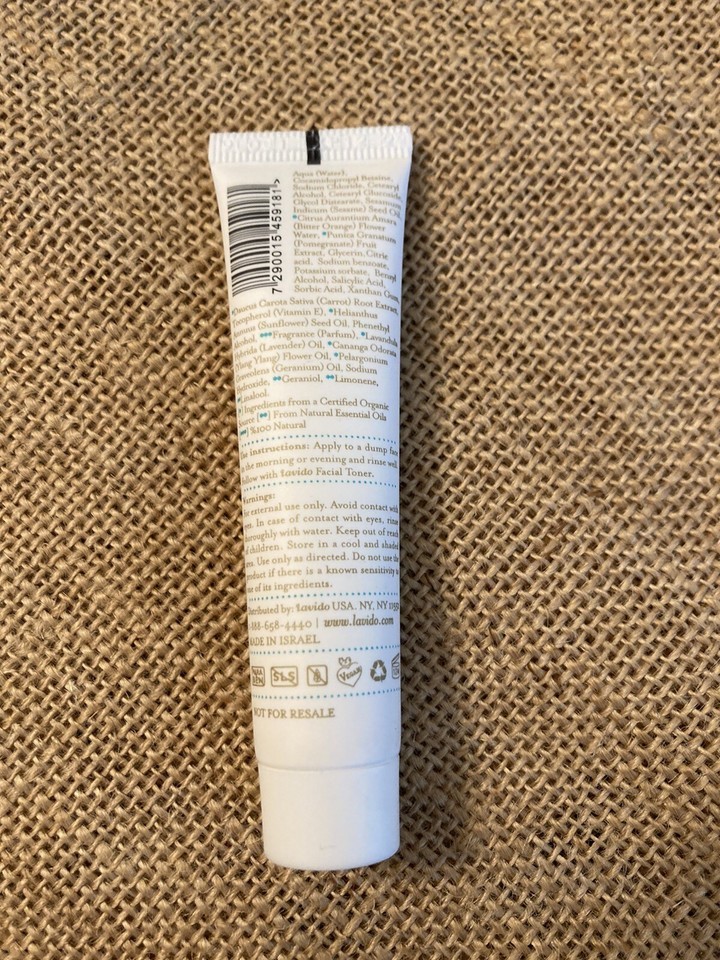 7 290015 459181 >
Aqua (Water),
Cocamidopropyl Betaine,
Sodium Chloride, Cetearyl
Alcohol, Cetearyl Glucoside,
Glycol Distearate, Sesamum
Indicum (Sesame) Seed Oil,
*Citrus Aurantium Amara
(Bitter Orange) Flower
Water, *Punica Granatum
(Pomegranate) Fruit
Extract, Glycerin, Citric
acid, Sodium benzoate,
Potassium sorbate, Benzyl
Alcohol, Salicylic Acid,
Sorbic Acid, Xanthan Gum,
*Daucus Carota Sativa (Carrot) Root Extract,
Tocopherol (Vitamin E), *Helianthus
Annuus (Sunflower) Seed Oil, Phenethyl
Alcohol, ***Fragrance (Parfum), *Lavandula
Hybrida (Lavender) Oil, *Cananga Odorata
(Ylang Ylang) Flower Oil, *Pelargonium
Graveolens (Geranium) Oil, Sodium
Hydroxide, **Geraniol, **Limonene,
*Linalool.
Ingredients from a Certified Organic
Source [**] From Natural Essential Oils
%100 Natural
Use instructions: Apply to a dump face
in the morning or evening and rinse well.
Follow with lavido Facial Toner.
Warnings:
For external use only. Avoid contact with
eyes. In case of contact with eyes, rinse
thoroughly with water. Keep out of reach
of children. Store in a cool and shaded
area. Use only as directed. Do not use the
product if there is a known sensitivity to
one of its ingredients.
Distributed by: lavido USA. NY, NY
888-658-4440 | www.lavido.com
MADE IN ISRAEL
SLS
VEGAN
NOT FOR RESALE